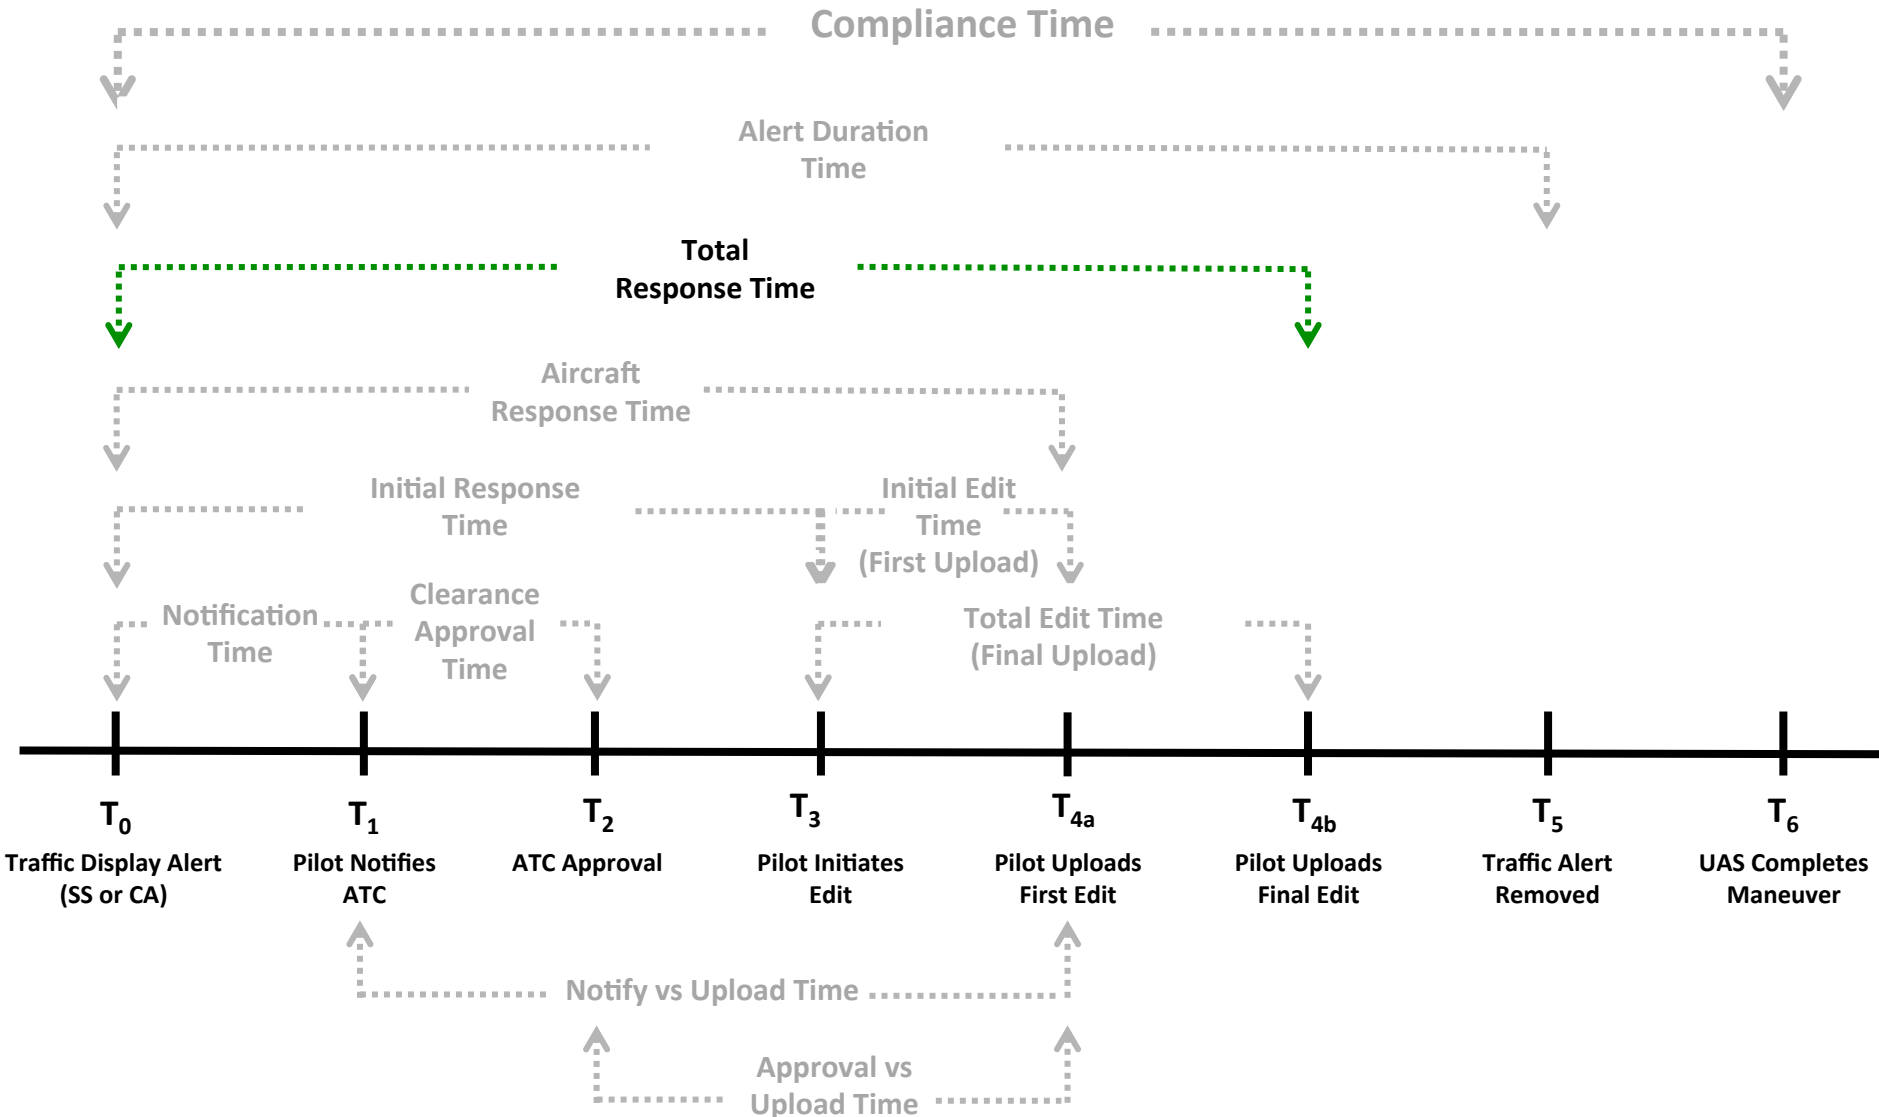 Compliance Time
Alert Duration
Time
Total
Response Time
Aircraft
Response Time
Initial Response
Time
Initial Edit
Time
(First Upload)
Notification
Time
Clearance
Approval
Time
Total Edit Time
(Final Upload)
T0
T1
T2
T3
T4a
T4b
T5
T6
Traffic Display Alert
(SS or CA)
Pilot Notifies
ATC
ATC Approval
Pilot Initiates
Edit
Pilot Uploads
First Edit
Pilot Uploads
Final Edit
Traffic Alert
Removed
UAS Completes
Maneuver
Notify vs Upload Time
Approval vs
Upload Time